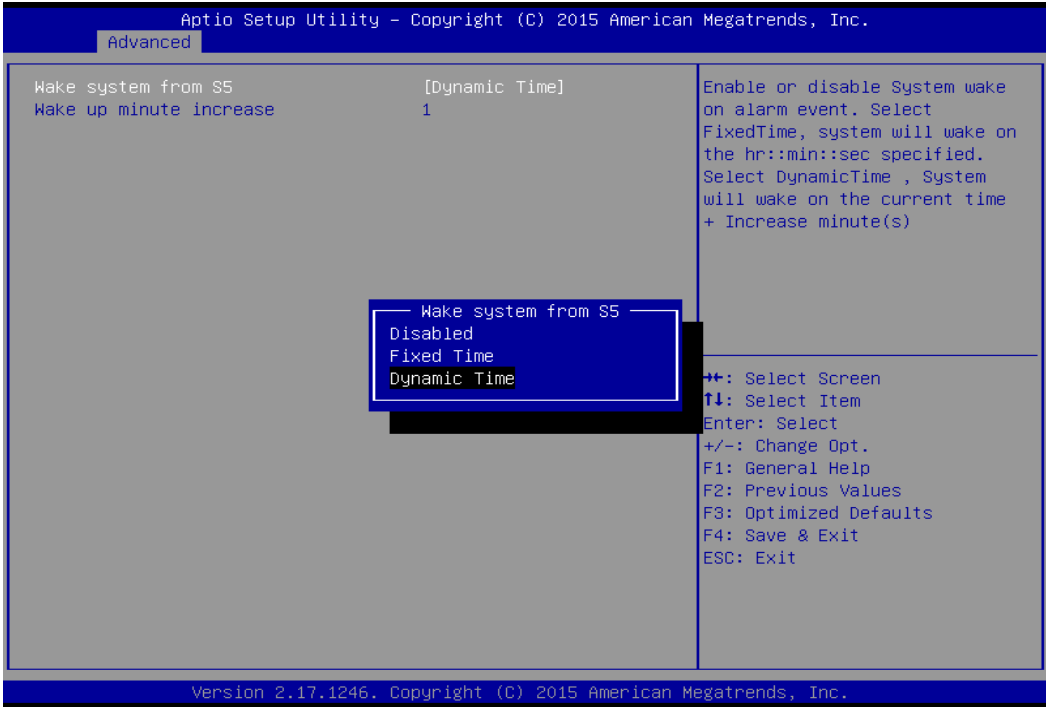 Aptio Setup Utility – Copyright (C) 2015 American Megatrends, Inc.
Advanced
Wake system from S5 [Dynamic Time]
Wake up minute increase 1
Enable or disable System wake
on alarm event. Select
FixedTime, system will wake on
the hr::min::sec specified.
Select DynamicTime , System
will wake on the current time
+ Increase minute(s)
Wake system from S5
Disabled
Fixed Time
Dynamic Time
→←: Select Screen
↑↓: Select Item
Enter: Select
+/-: Change Opt.
F1: General Help
F2: Previous Values
F3: Optimized Defaults
F4: Save & Exit
ESC: Exit
Version 2.17.1246. Copyright (C) 2015 American Megatrends, Inc.